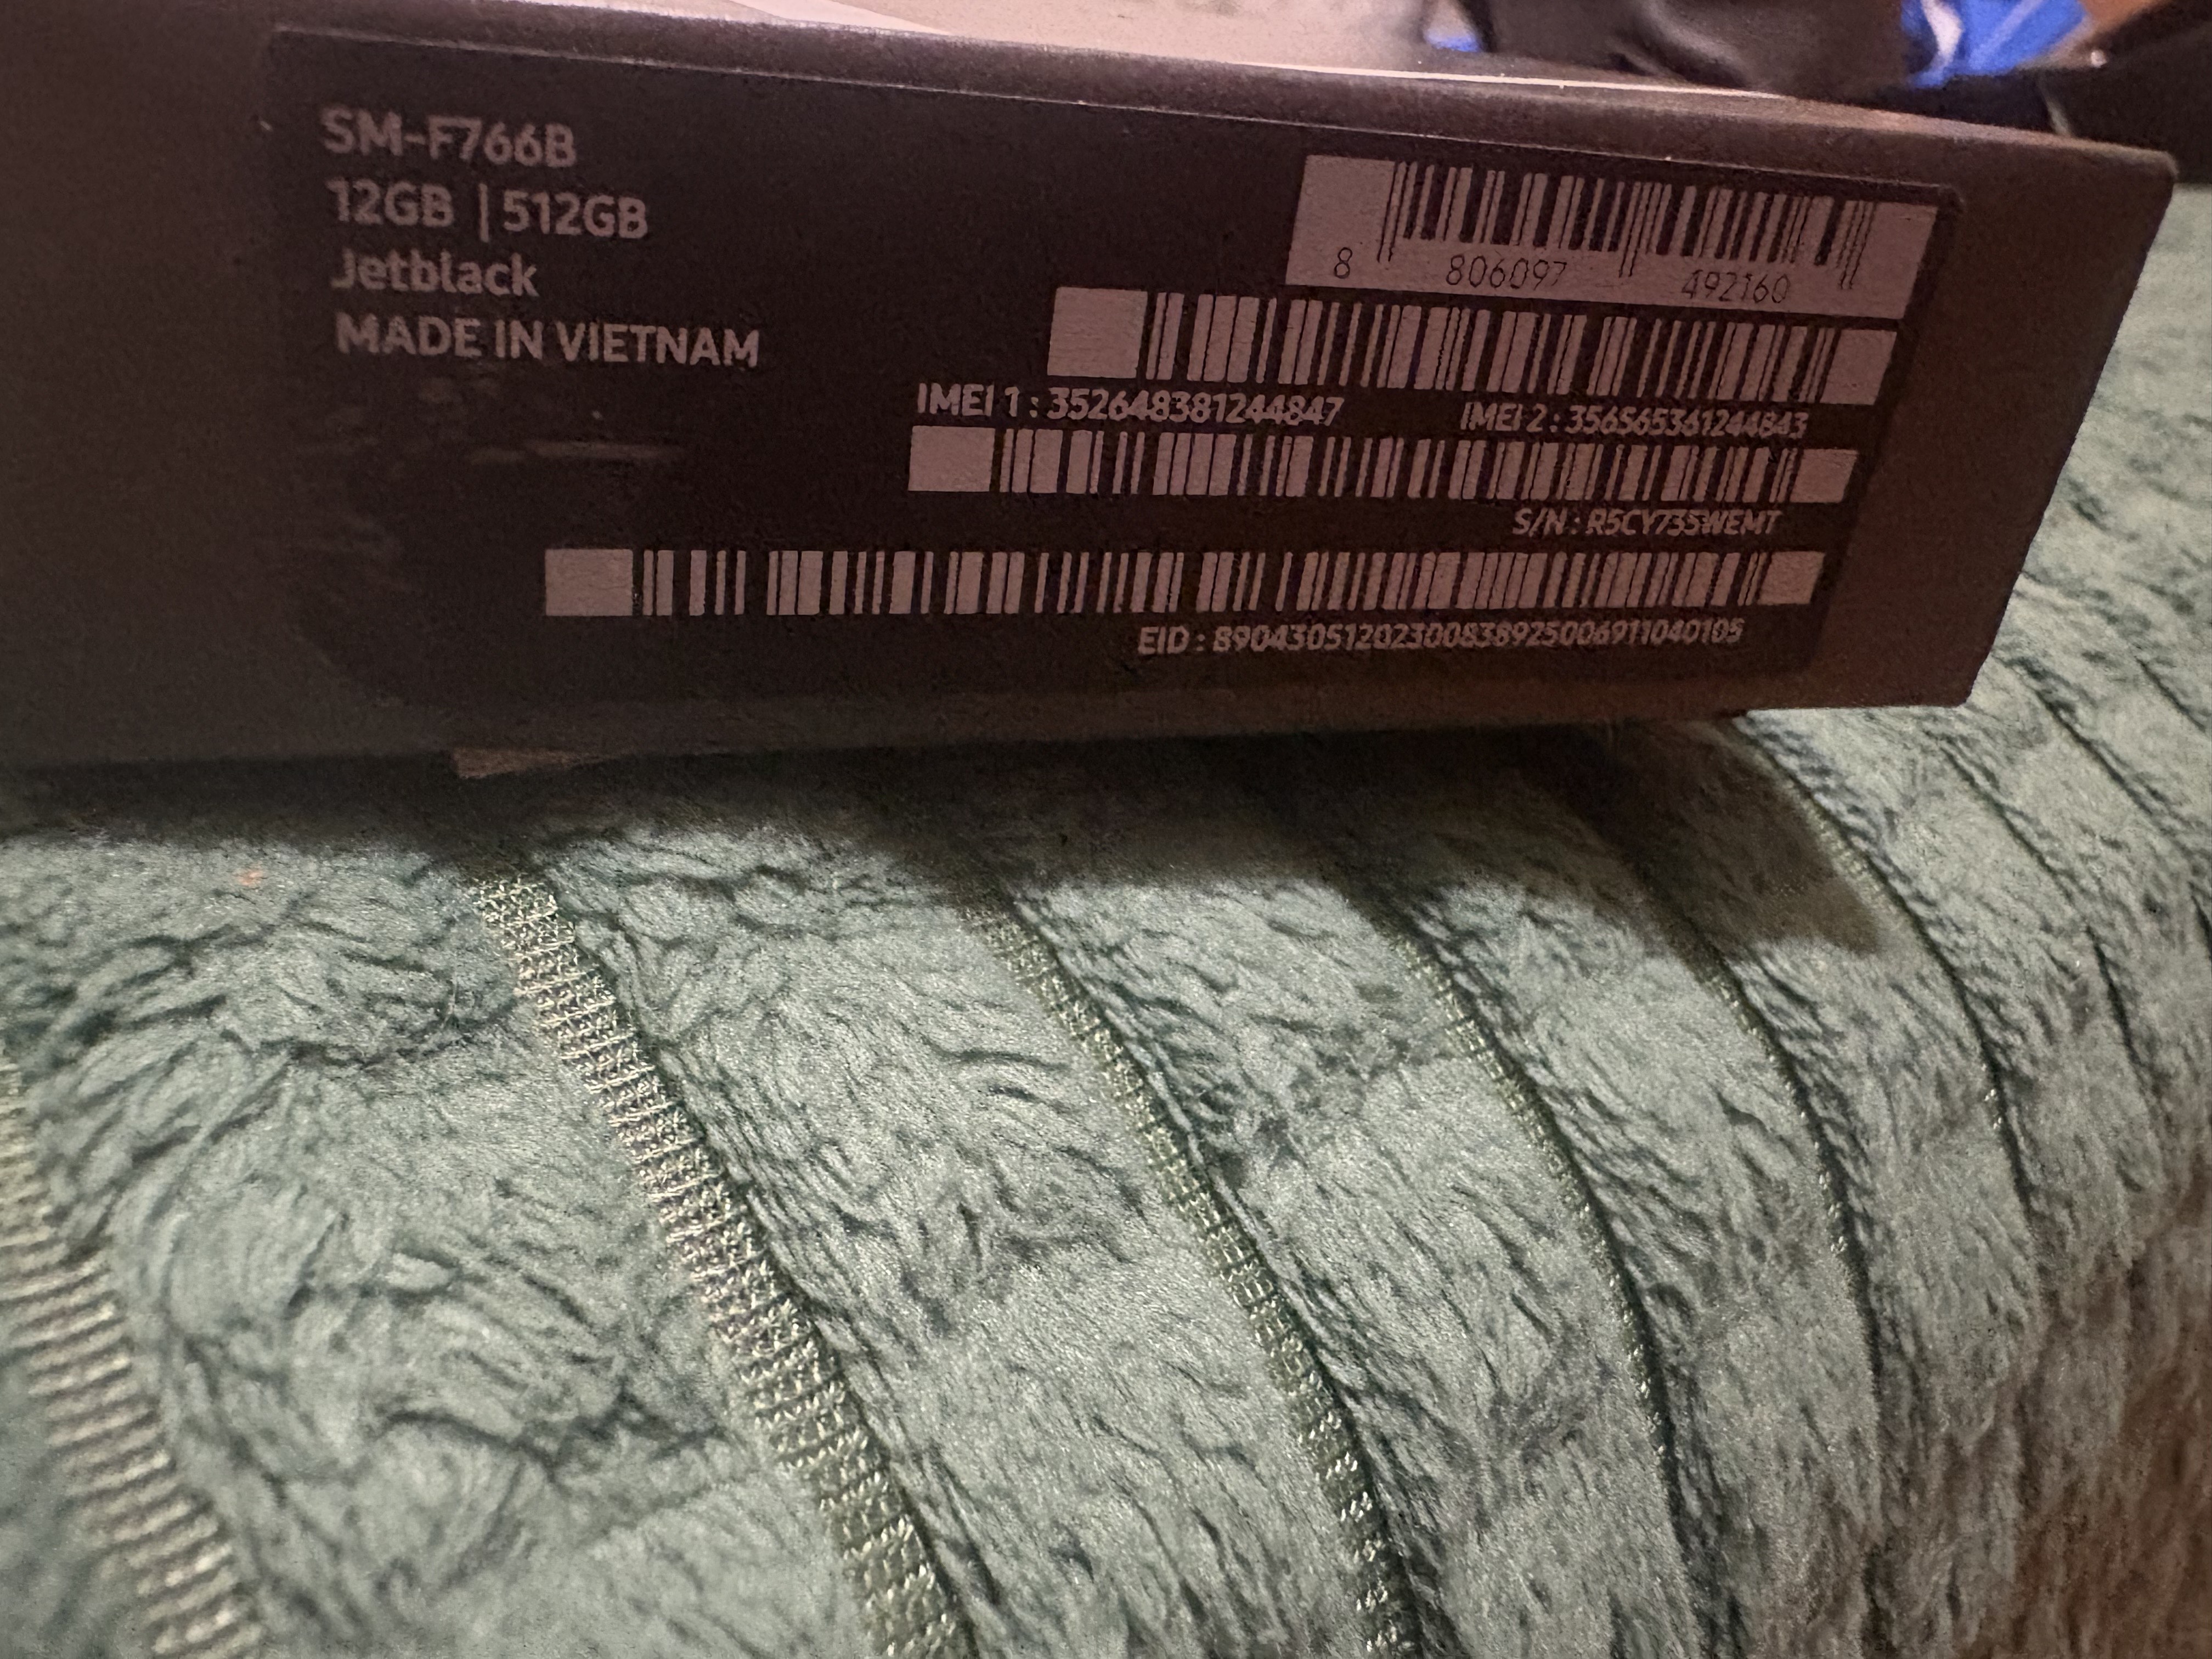 SM-F766B
12GB | 512GB
Jetblack
MADE IN VIETNAM
8 806097 492160
IMEI 1 : 352648381244847 IMEI 2 : 356565361244843
S/N : R5CY735WEMT
EID : 89043051202300838925006911040105